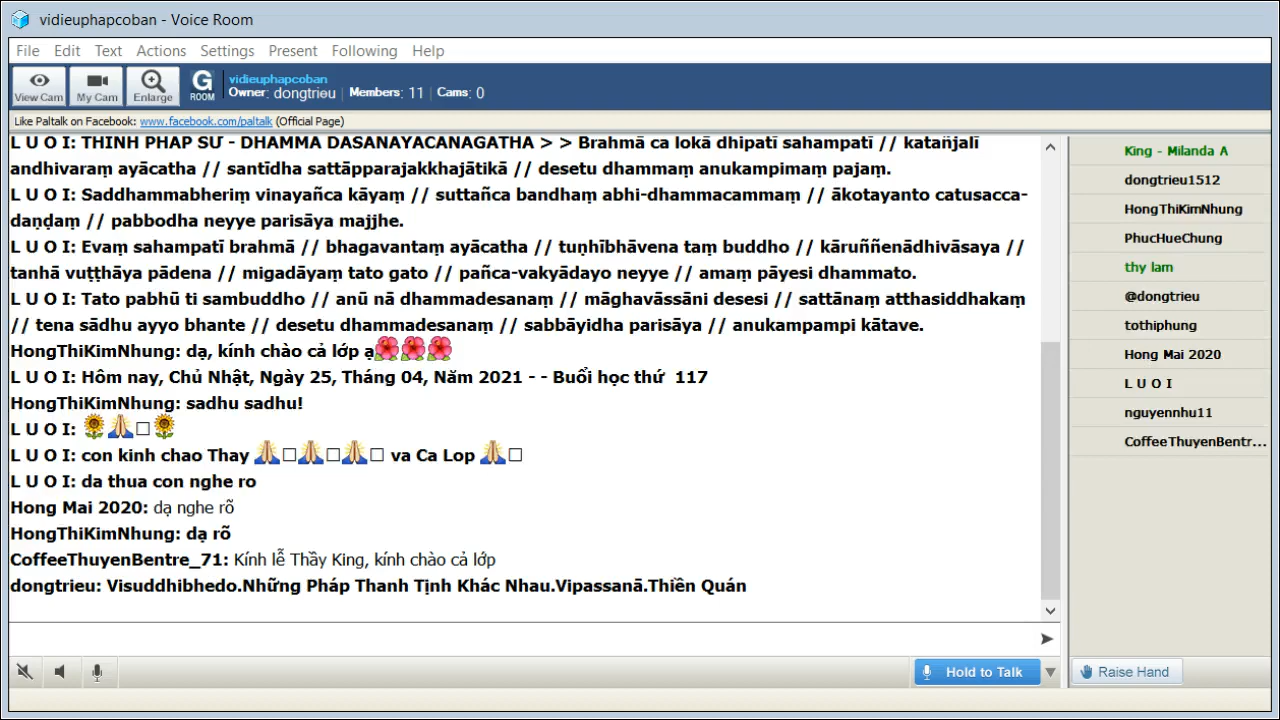 vidieuphapcoban - Voice Room
File Edit Text Actions Settings Present Following Help
View Cam My Cam Enlarge G ROOM
vidieuphapcoban
Owner: dongtrieu | Members: 11 | Cams: 0
Like Paltalk on Facebook: www.facebook.com/paltalk (Official Page)
L U O I: THỈNH PHÁP SƯ - DHAMMA DASANAYACANAGATHA > > Brahmā ca lokā dhipatī sahampatī // katañjalī
andhivaraṃ ayācatha // santīdha sattāpparajakkhajātikā // desetu dhammaṃ anukampimaṃ pajaṃ.
L U O I: Saddhammabheriṃ vinayañca kāyaṃ // suttañca bandhaṃ abhi-dhammacammaṃ // ākotayanto catusacca-
daṇḍaṃ // pabbodha neyye parisāya majjhe.
L U O I: Evaṃ sahampatī brahmā // bhagavantaṃ ayācatha // tuṇhībhāvena taṃ buddho // kāruññenādhivāsaya //
tanhā vuṭṭhāya pādena // migadāyaṃ tato gato // pañca-vakyādayo neyye // amaṃ pāyesi dhammato.
L U O I: Tato pabhū ti sambuddho // anū nā dhammadesanaṃ // māghavāssāni desesi // sattānaṃ atthasiddhakaṃ
// tena sādhu ayyo bhante // desetu dhammadesanaṃ // sabbāyidha parisāya // anukampampi kātave.
HongThiKimNhung: dạ, kính chào cả lớp ạ🌺🌺🌺
L U O I: Hôm nay, Chủ Nhật, Ngày 25, Tháng 04, Năm 2021 - - Buổi học thứ 117
HongThiKimNhung: sadhu sadhu!
L U O I: 🌻🙏□🌻
L U O I: con kinh chao Thay 🙏□🙏□🙏□ va Ca Lop 🙏□
L U O I: da thua con nghe ro
Hong Mai 2020: dạ nghe rõ
HongThiKimNhung: dạ rõ
CoffeeThuyenBentre_71: Kính lễ Thầy King, kính chào cả lớp
dongtrieu: Visuddhibhedo.Những Pháp Thanh Tịnh Khác Nhau.Vipassanā.Thiền Quán
King - Milanda A
dongtrieu1512
HongThiKimNhung
PhucHueChung
thy lam
@dongtrieu
tothiphung
Hong Mai 2020
L U O I
nguyennhu11
CoffeeThuyenBentr...
Hold to Talk
Raise Hand